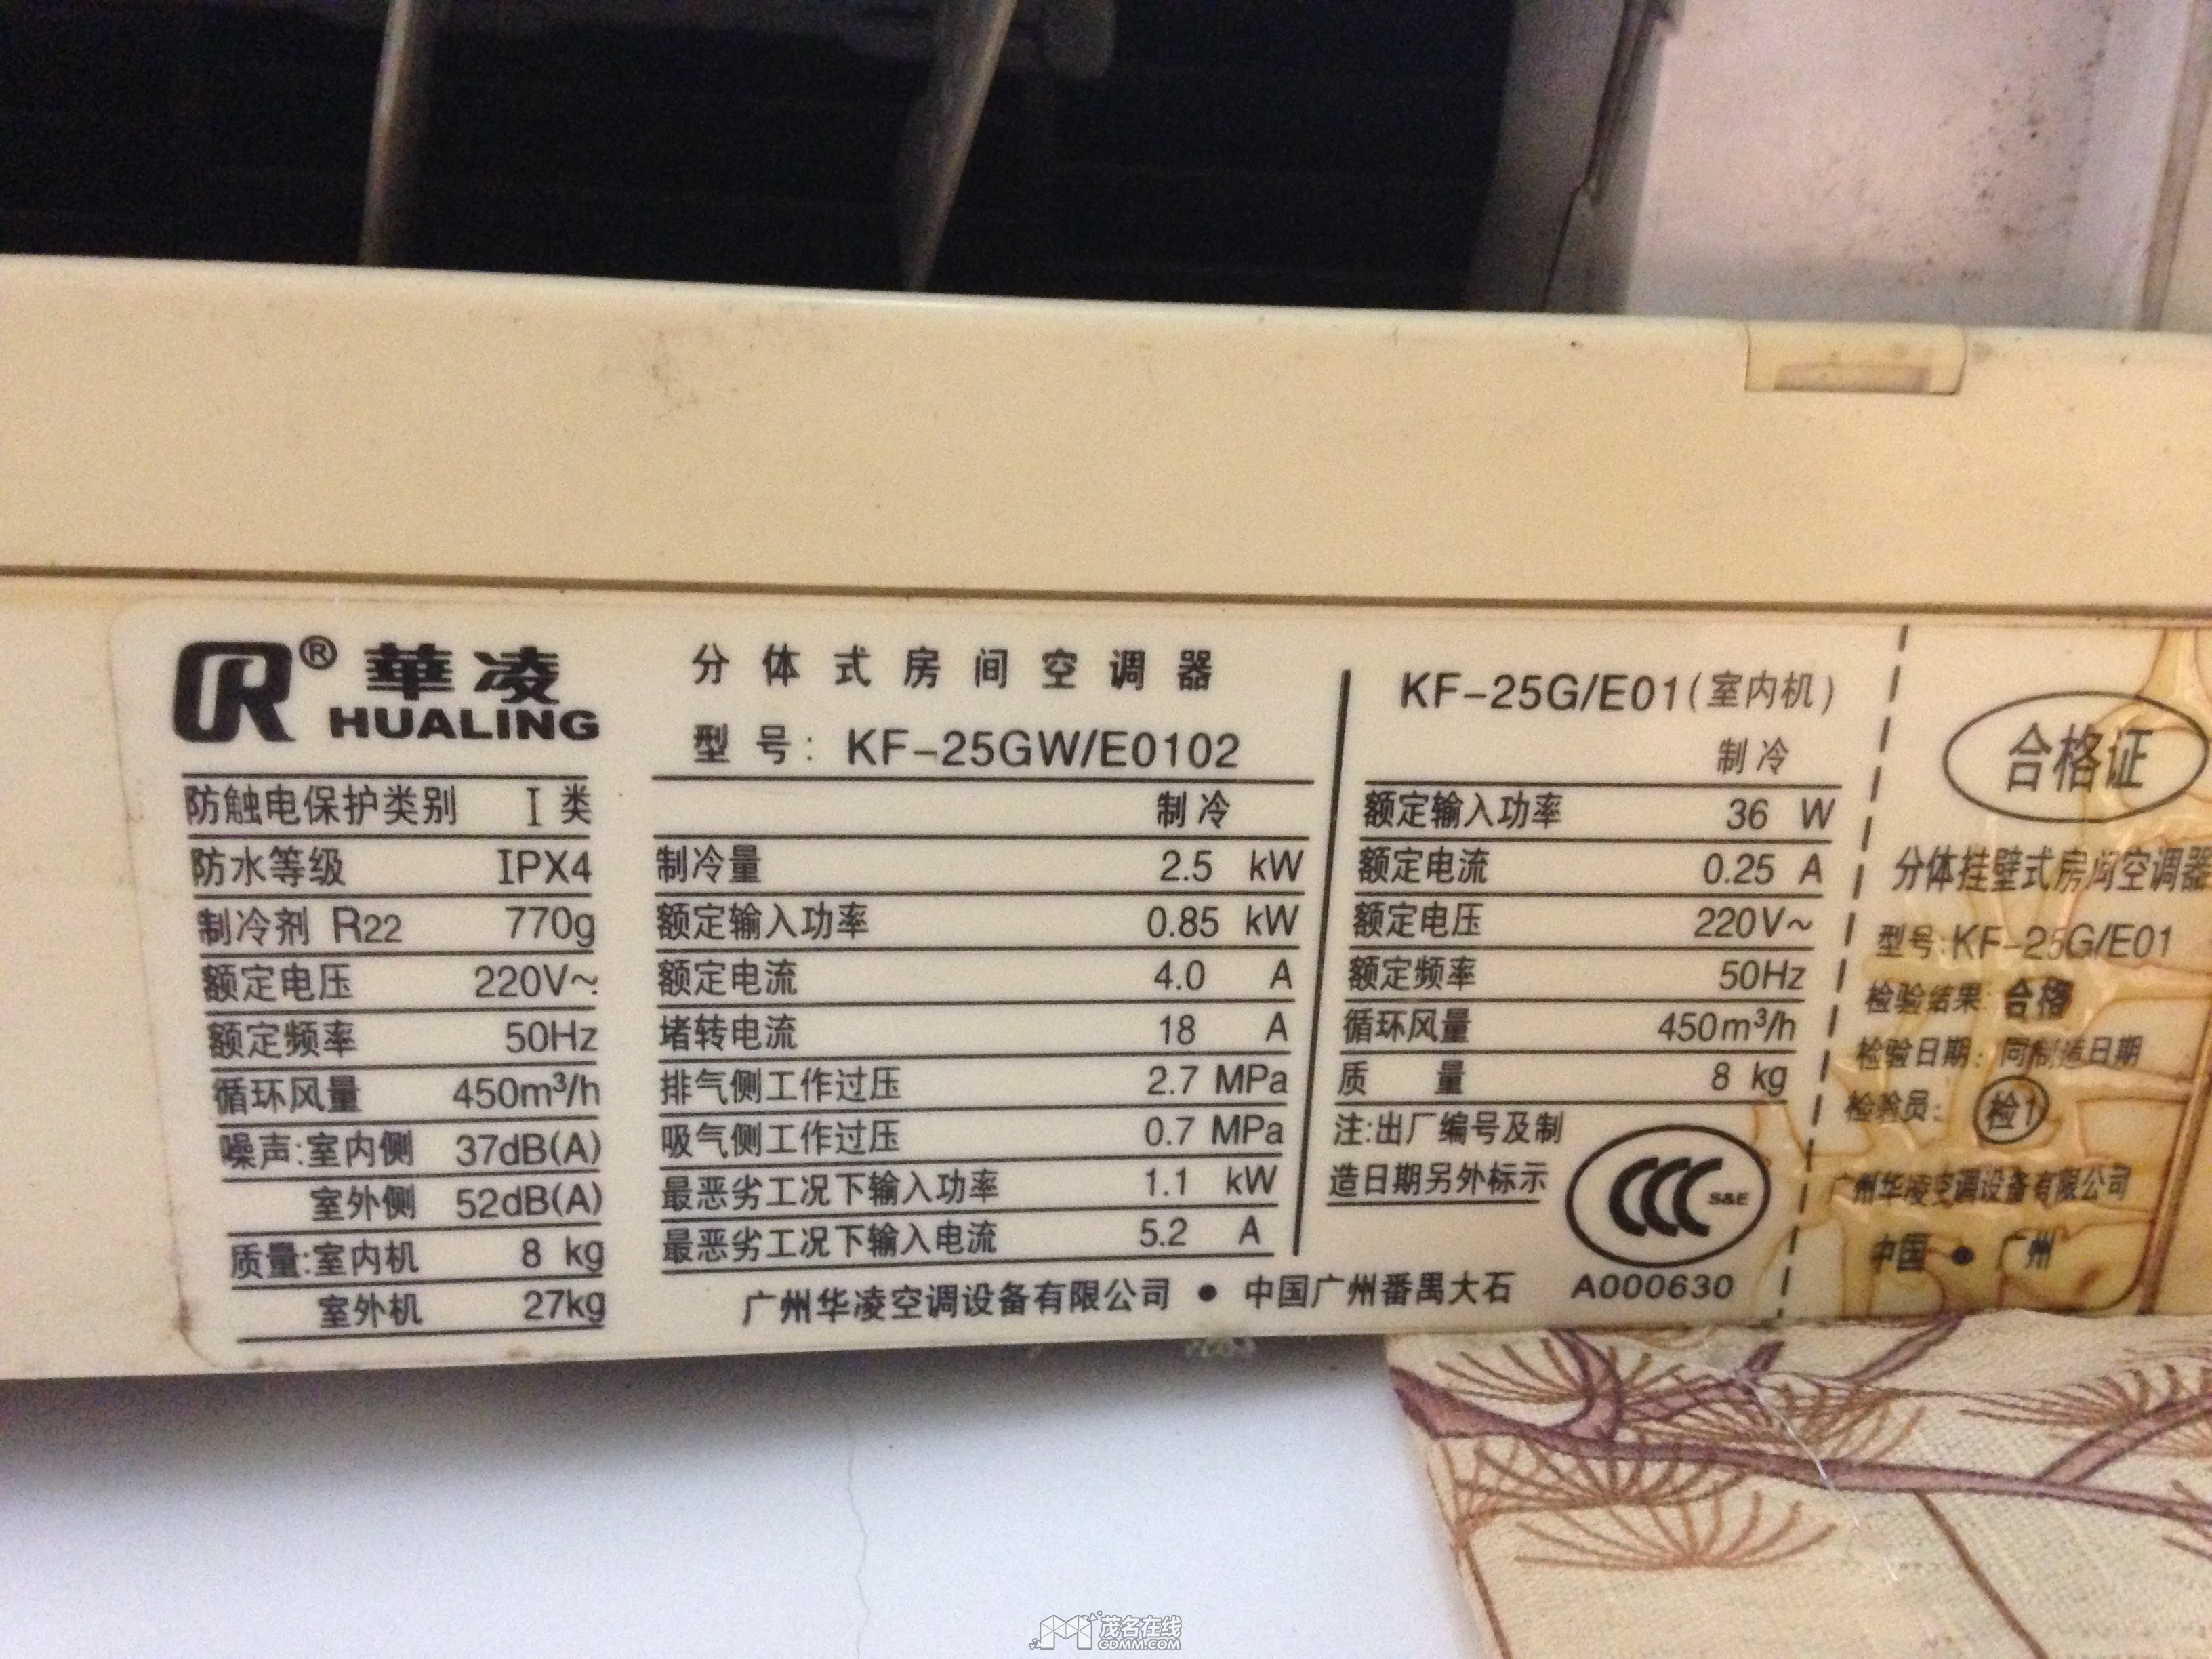 R® 華凌
HUALING
防触电保护类别 I 类
防水等级 IPX4
制冷剂 R22 770g
额定电压 220V~
额定频率 50Hz
循环风量 450m³/h
噪声:室内侧 37dB(A)
室外侧 52dB(A)
质量:室内机 8 kg
室外机 27kg
分体式房间空调器
型号: KF-25GW/E0102
制冷
制冷量 2.5 kW
额定输入功率 0.85 kW
额定电流 4.0 A
堵转电流 18 A
排气侧工作过压 2.7 MPa
吸气侧工作过压 0.7 MPa
最恶劣工况下输入功率 1.1 kW
最恶劣工况下输入电流 5.2 A
广州华凌空调设备有限公司 • 中国广州番禺大石
KF-25G/E01(室内机)
制冷
额定输入功率 36 W
额定电流 0.25 A
额定电压 220V~
额定频率 50Hz
循环风量 450m³/h
质 量 8 kg
注:出厂编号及制
造日期另外标示
CCC S&E
A000630
合格证
分体挂壁式房间空调器
型号:KF-25G/E01
检验结果:合格
检验日期:同制造日期
检验员: 检1
广州华凌空调设备有限公司
中国 • 广州
茂名在线
GDMM.COM